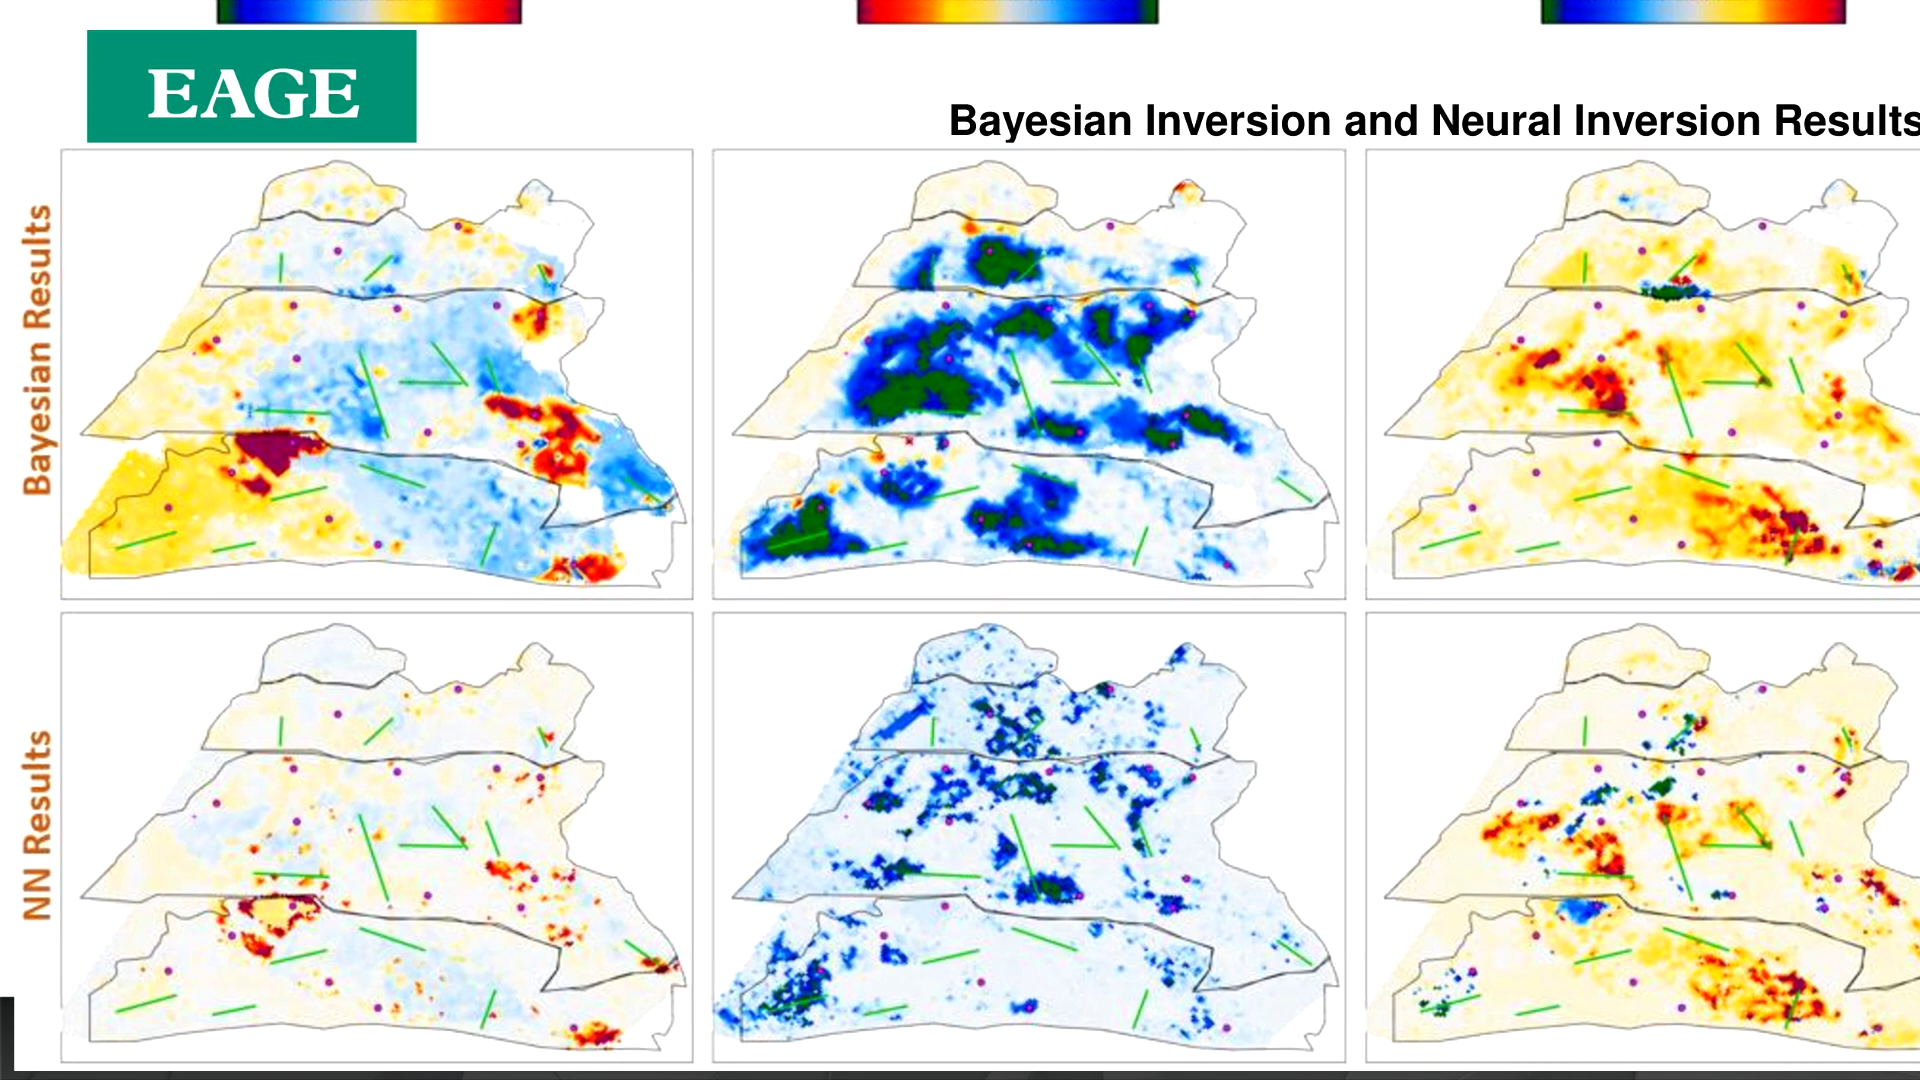 EAGE
Bayesian Inversion and Neural Inversion Results
Bayesian Results
NN Results